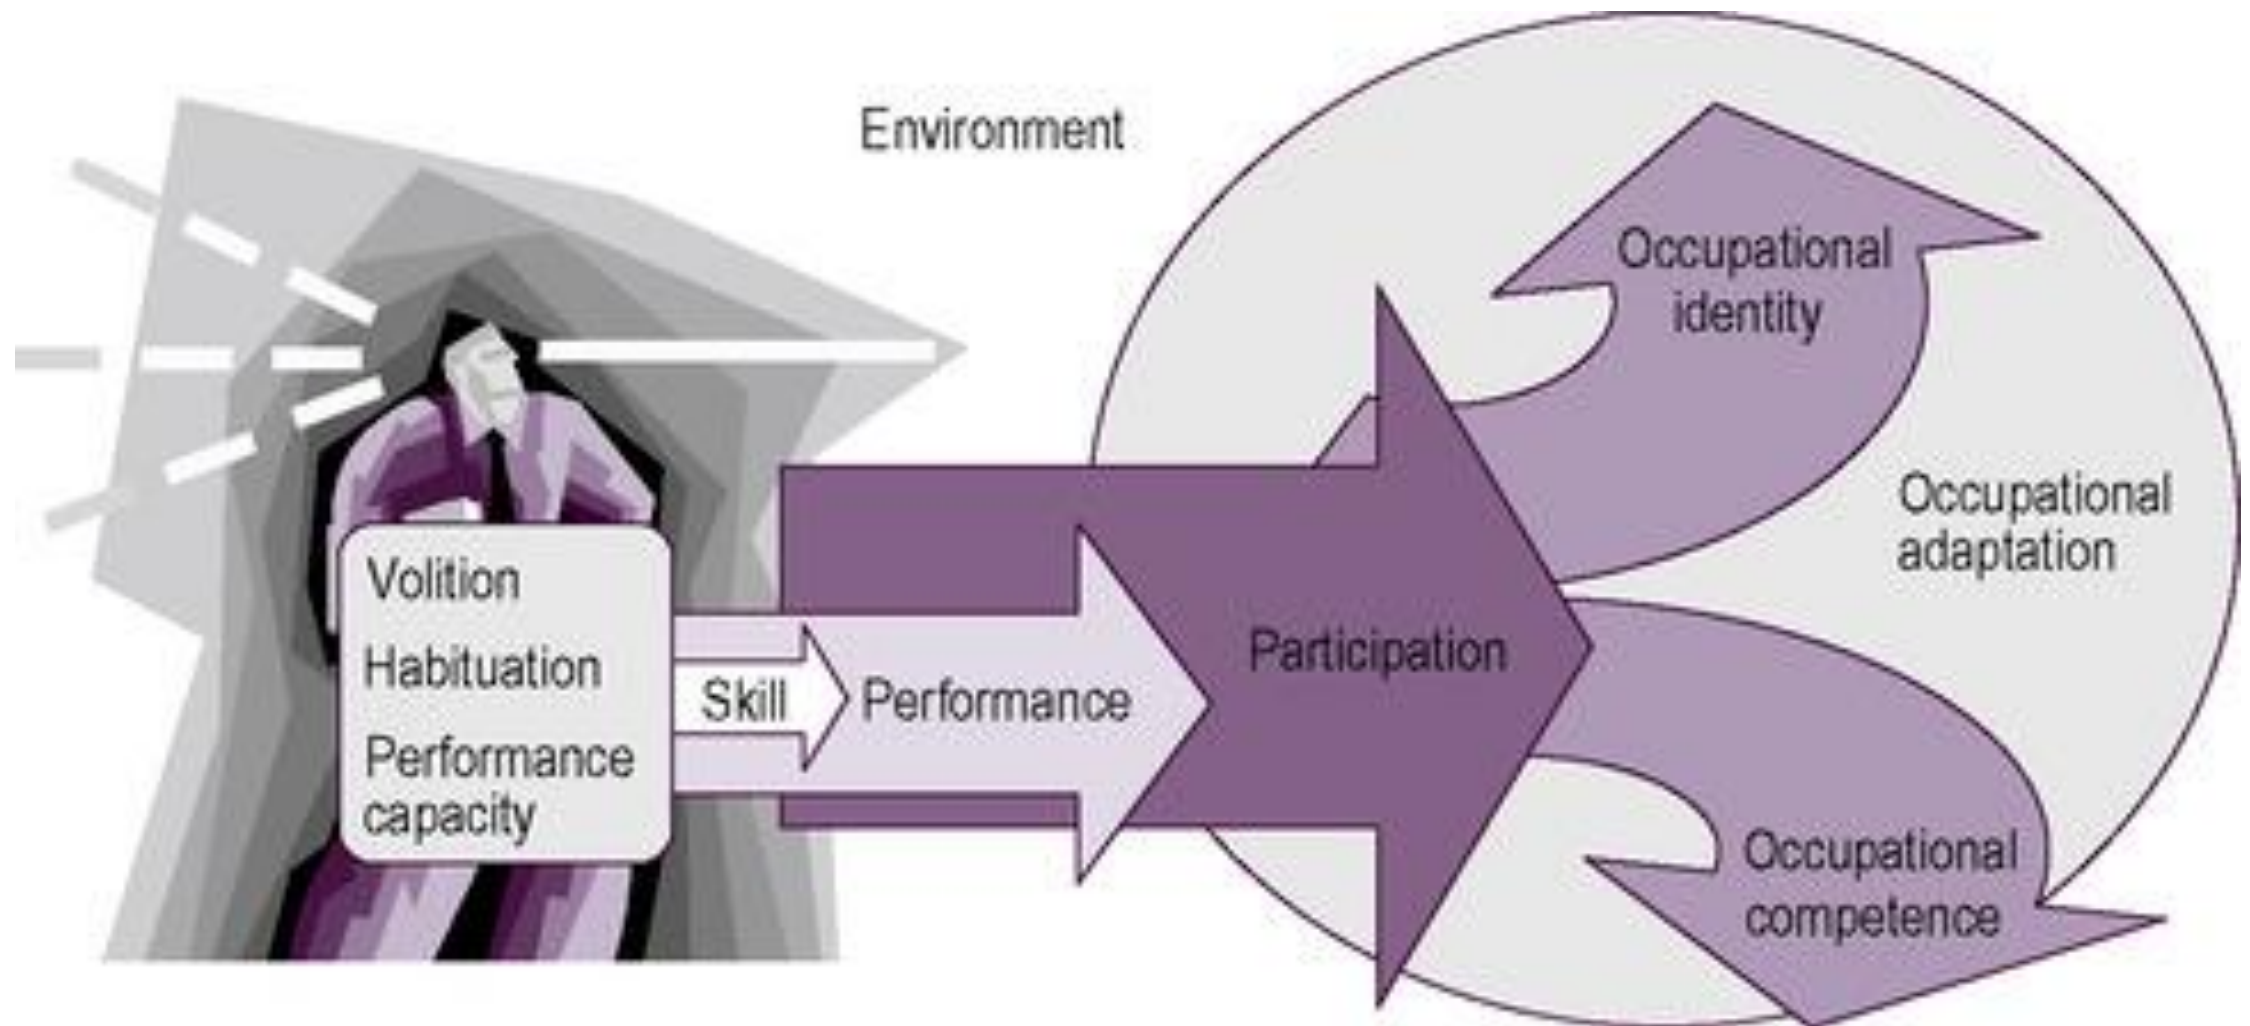 Environment
Volition
Habituation
Performance
capacity
Skill
Performance
Participation
Occupational
identity
Occupational
adaptation
Occupational
competence